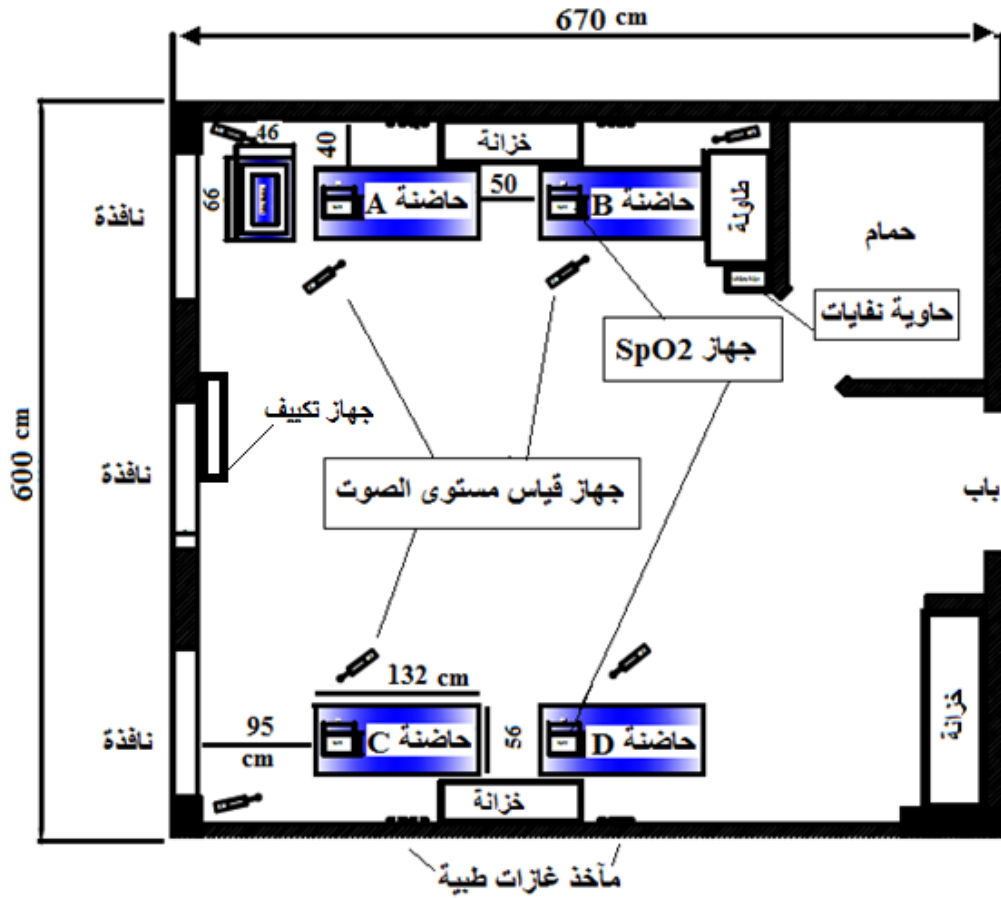 670 cm
46
40
خزانة
66
50
حاضنة A
حاضنة B
طاولة
حمام
نافذة
حاوية نفايات
جهاز SpO2
جهاز تكييف
600 cm
نافذة
جهاز قياس مستوى الصوت
باب
132 cm
95
cm
حاضنة C
56
حاضنة D
نافذة
خزانة
خزانة
مآخذ غازات طبية